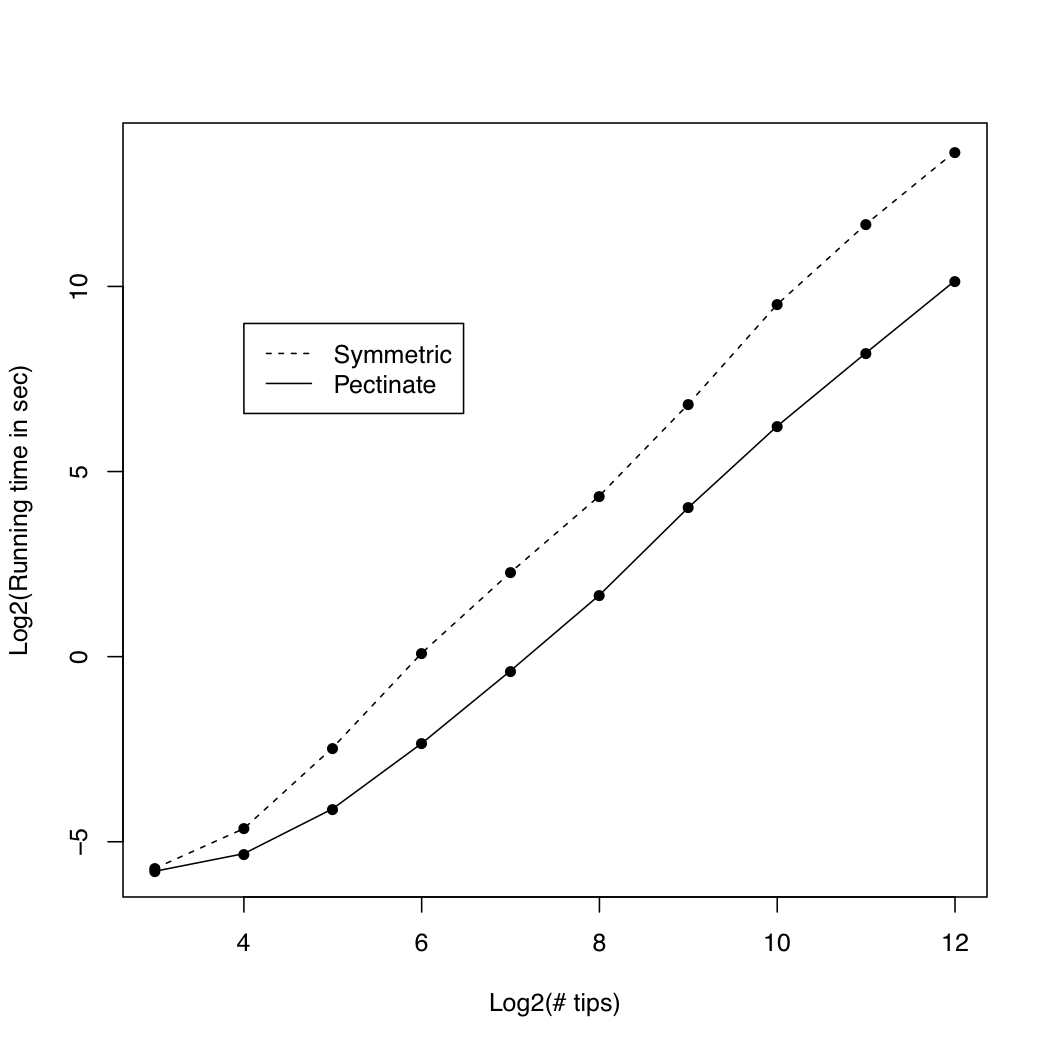 Log2(Running time in sec)
10
5
0
−5
Symmetric
Pectinate
4 6 8 10 12
Log2(# tips)